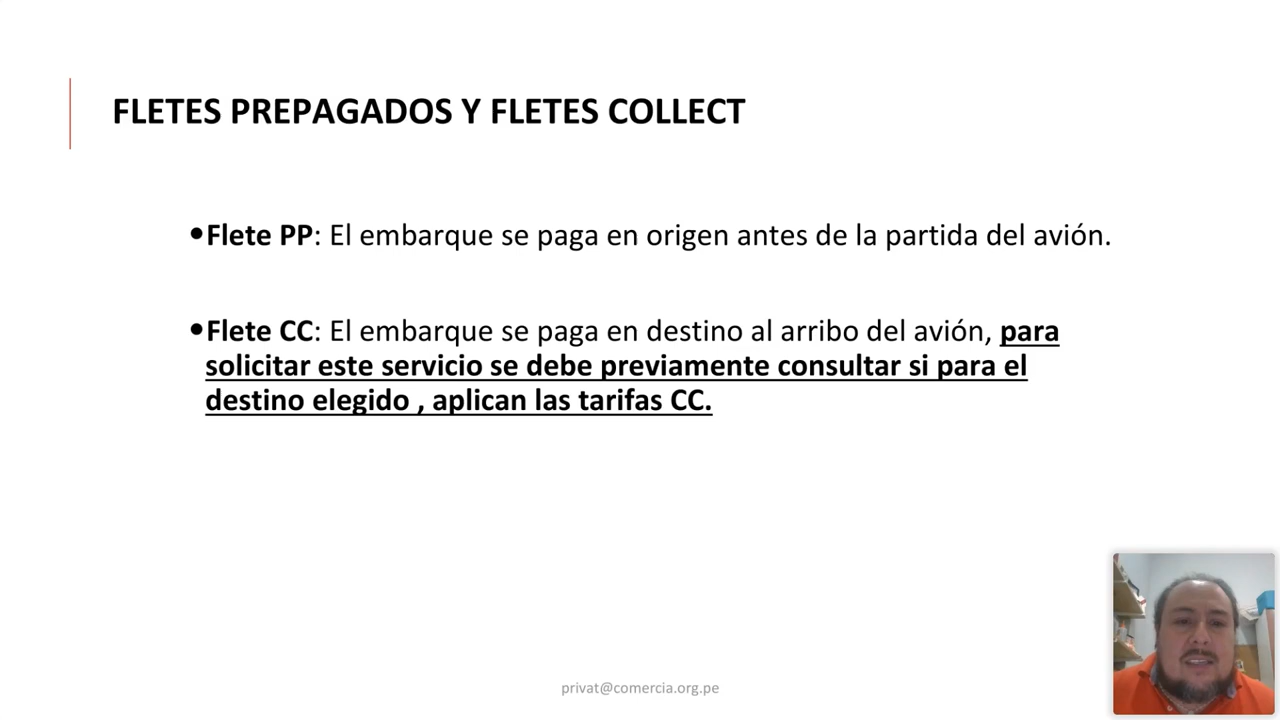 FLETES PREPAGADOS Y FLETES COLLECT
•Flete PP: El embarque se paga en origen antes de la partida del avión.
•Flete CC: El embarque se paga en destino al arribo del avión, para
solicitar este servicio se debe previamente consultar si para el
destino elegido , aplican las tarifas CC.
privat@comercia.org.pe